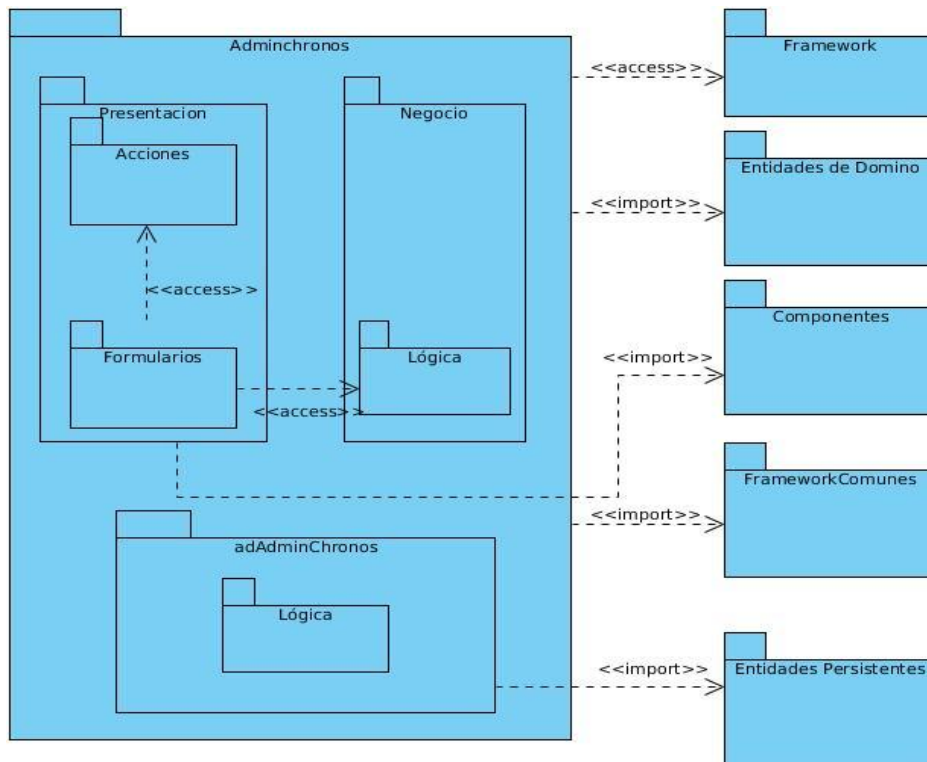 Adminchronos
Framework
<<access>>
Presentacion
Negocio
Acciones
Entidades de Domino
<<import>>
<<access>>
Componentes
Formularios
Lógica
<<import>>
<<access>>
FrameworkComunes
<<import>>
adAdminChronos
Lógica
<<import>>
Entidades Persistentes